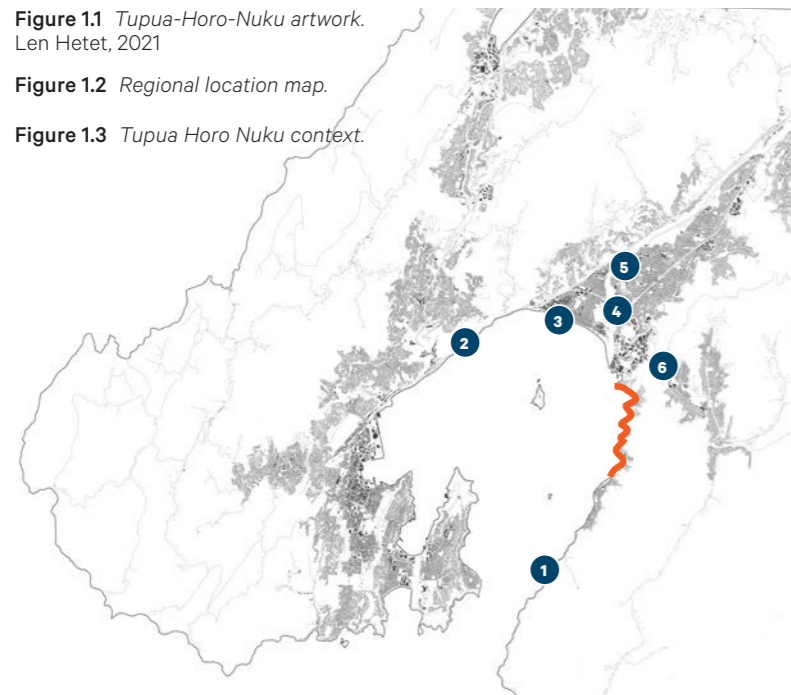 Figure 1.1 Tupua-Horo-Nuku artwork.
Len Hetet, 2021
Figure 1.2 Regional location map.
Figure 1.3 Tupua Horo Nuku context.
5
4
3
2
6
1